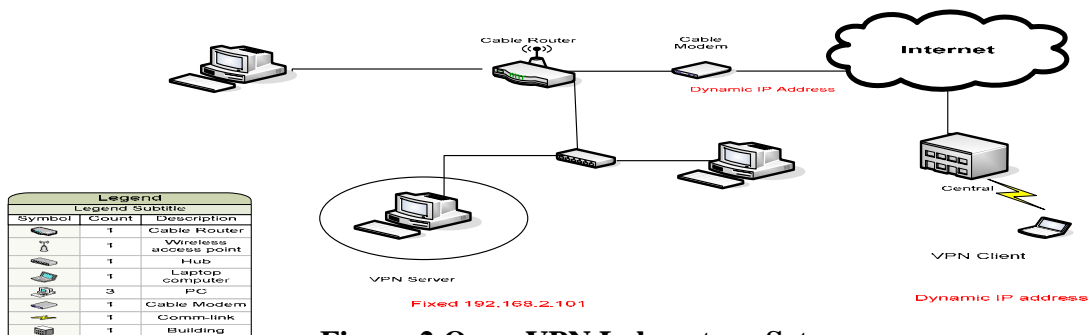 Cable Router
Cable
Modem
Internet
Dynamic IP Address
Central
VPN Client
Dynamic IP address
VPN Server
Fixed 192.168.2.101
Legend
Legend Subtitle
Symbol Count Description
1 Cable Router
1 Wireless
access point
1 Hub
1 Laptop
computer
3 PC
1 Cable Modem
1 Comm-link
1 Building